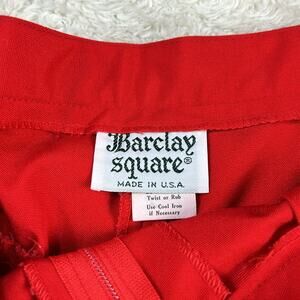 Barclay
square®
MADE IN U.S.A.
Twist or Rub
Use Cool Iron
if Necessary